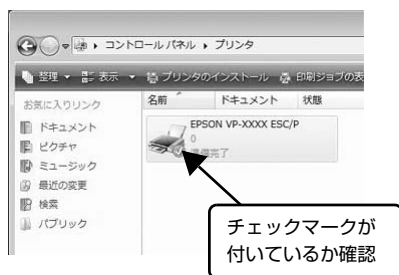 コントロール パネル ▸ プリンタ
整理 表示 プリンタのインストール 印刷ジョブの表
お気に入りリンク
名前 ドキュメント 状態
ドキュメント
ピクチャ
ミュージック
最近の変更
検索
パブリック
EPSON VP-XXXX ESC/P
0
準備完了
チェックマークが
付いているか確認